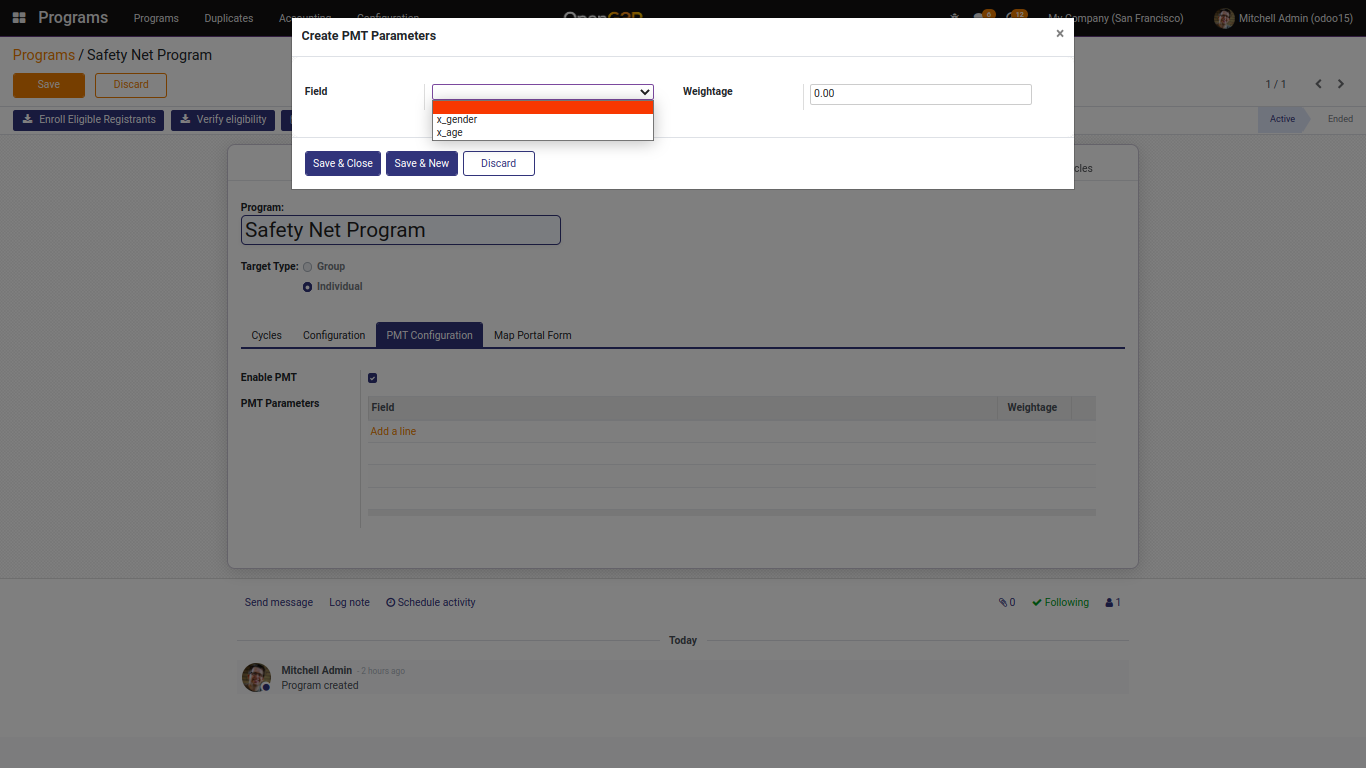 Programs Programs Duplicates Accounting Configuration My Company (San Francisco) Mitchell Admin (odoo15)
Create PMT Parameters ×
Programs / Safety Net Program
Save Discard 1 / 1
Field Weightage 0.00
x_gender
x_age
Enroll Eligible Registrants Verify eligibility Active Ended
Save & Close Save & New Discard
cles
Program:
Safety Net Program
Target Type: Group
Individual
Cycles Configuration PMT Configuration Map Portal Form
Enable PMT
PMT Parameters Field Weightage
Add a line
Send message Log note Schedule activity 0 Following 1
Today
Mitchell Admin - 2 hours ago
Program created